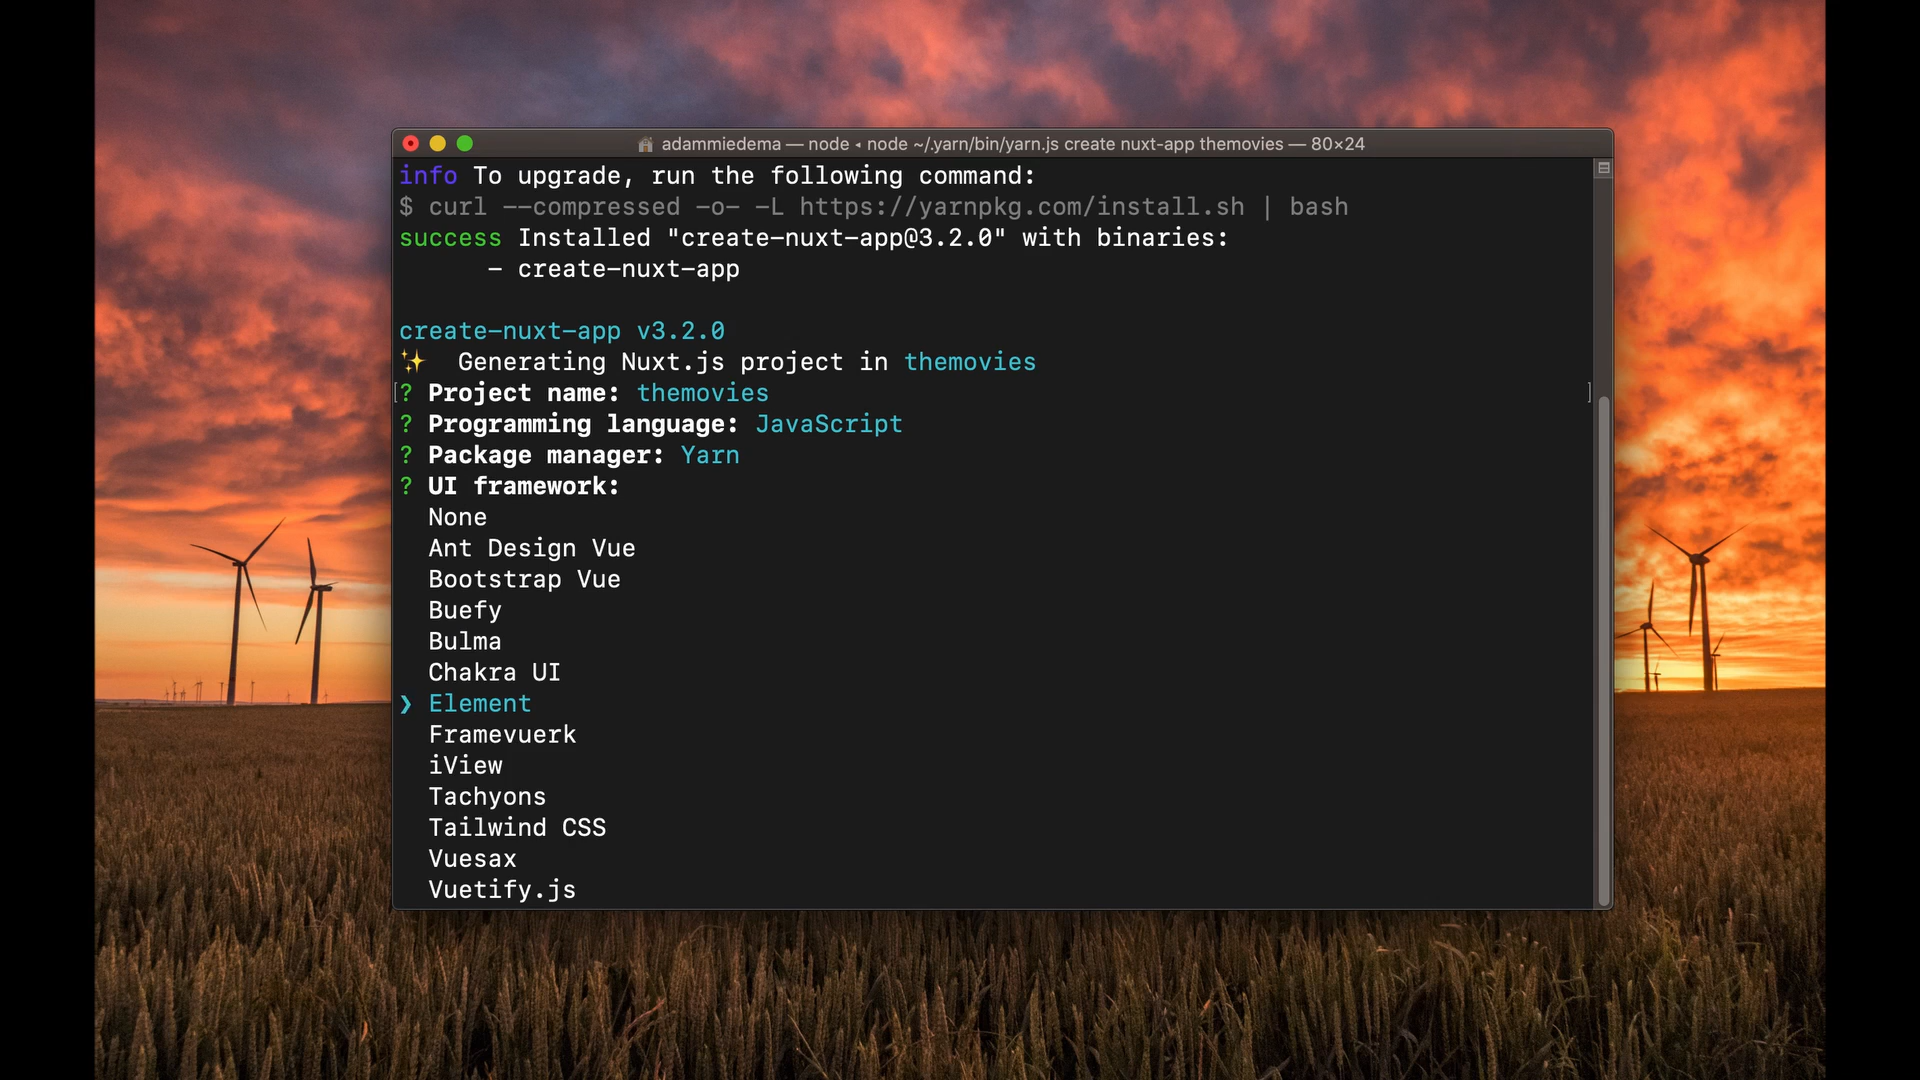 adammiedema — node ◂ node ~/.yarn/bin/yarn.js create nuxt-app themovies — 80×24
info To upgrade, run the following command:
$ curl --compressed -o- -L https://yarnpkg.com/install.sh | bash
success Installed "create-nuxt-app@3.2.0" with binaries:
- create-nuxt-app
create-nuxt-app v3.2.0
✨ Generating Nuxt.js project in themovies
[? Project name: themovies ]
? Programming language: JavaScript
? Package manager: Yarn
? UI framework:
None
Ant Design Vue
Bootstrap Vue
Buefy
Bulma
Chakra UI
❯ Element
Framevuerk
iView
Tachyons
Tailwind CSS
Vuesax
Vuetify.js